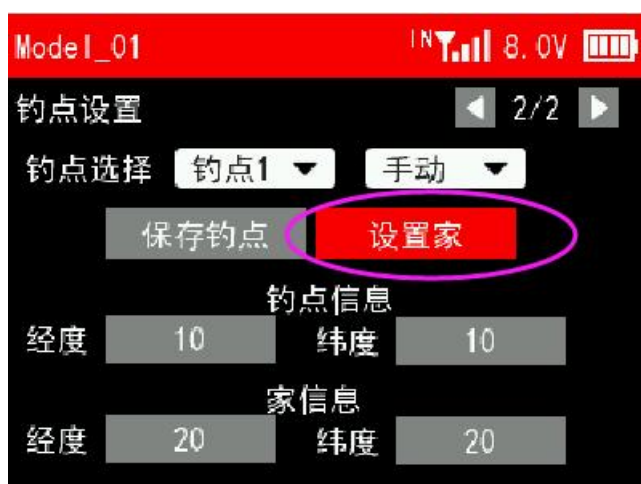 Model_01 IN 8.0V
钓点设置 2/2
钓点选择 钓点1 手动
保存钓点 设置家
钓点信息
经度 10 纬度 10
家信息
经度 20 纬度 20